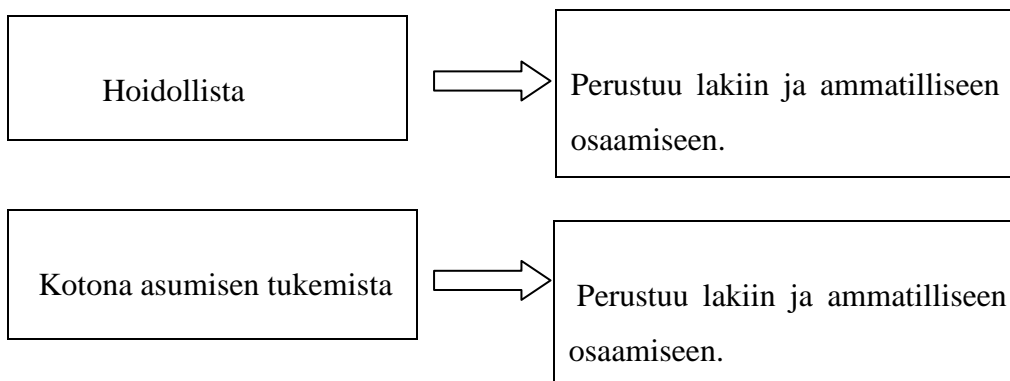 Hoidollista
Perustuu lakiin ja ammatilliseen
osaamiseen.
Kotona asumisen tukemista
Perustuu lakiin ja ammatilliseen
osaamiseen.